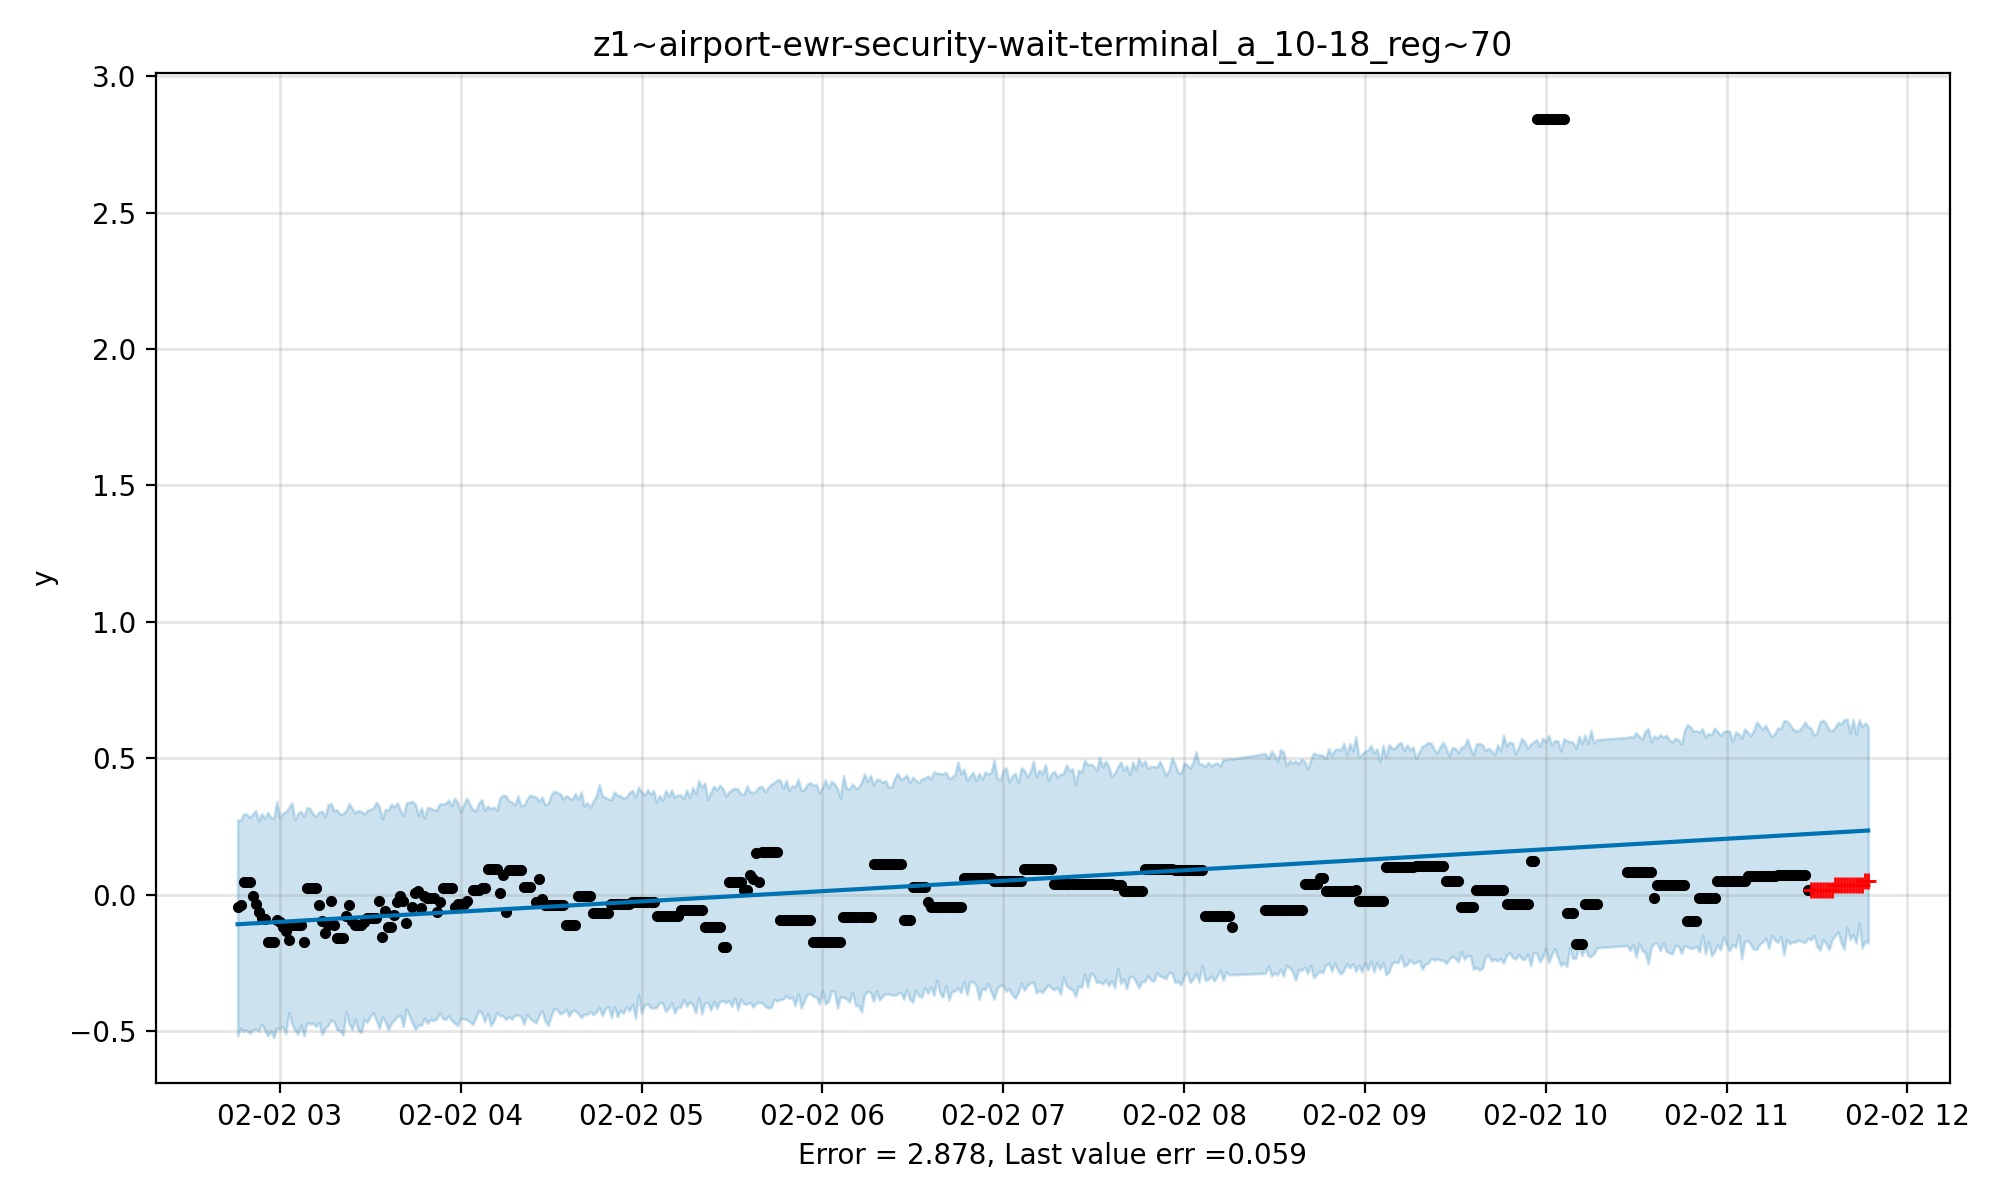 z1~airport-ewr-security-wait-terminal_a_10-18_reg~70
3.0
2.5
2.0
1.5
1.0
0.5
0.0
−0.5
y
02-02 03 02-02 04 02-02 05 02-02 06 02-02 07 02-02 08 02-02 09 02-02 10 02-02 11 02-02 12
Error = 2.878, Last value err =0.059